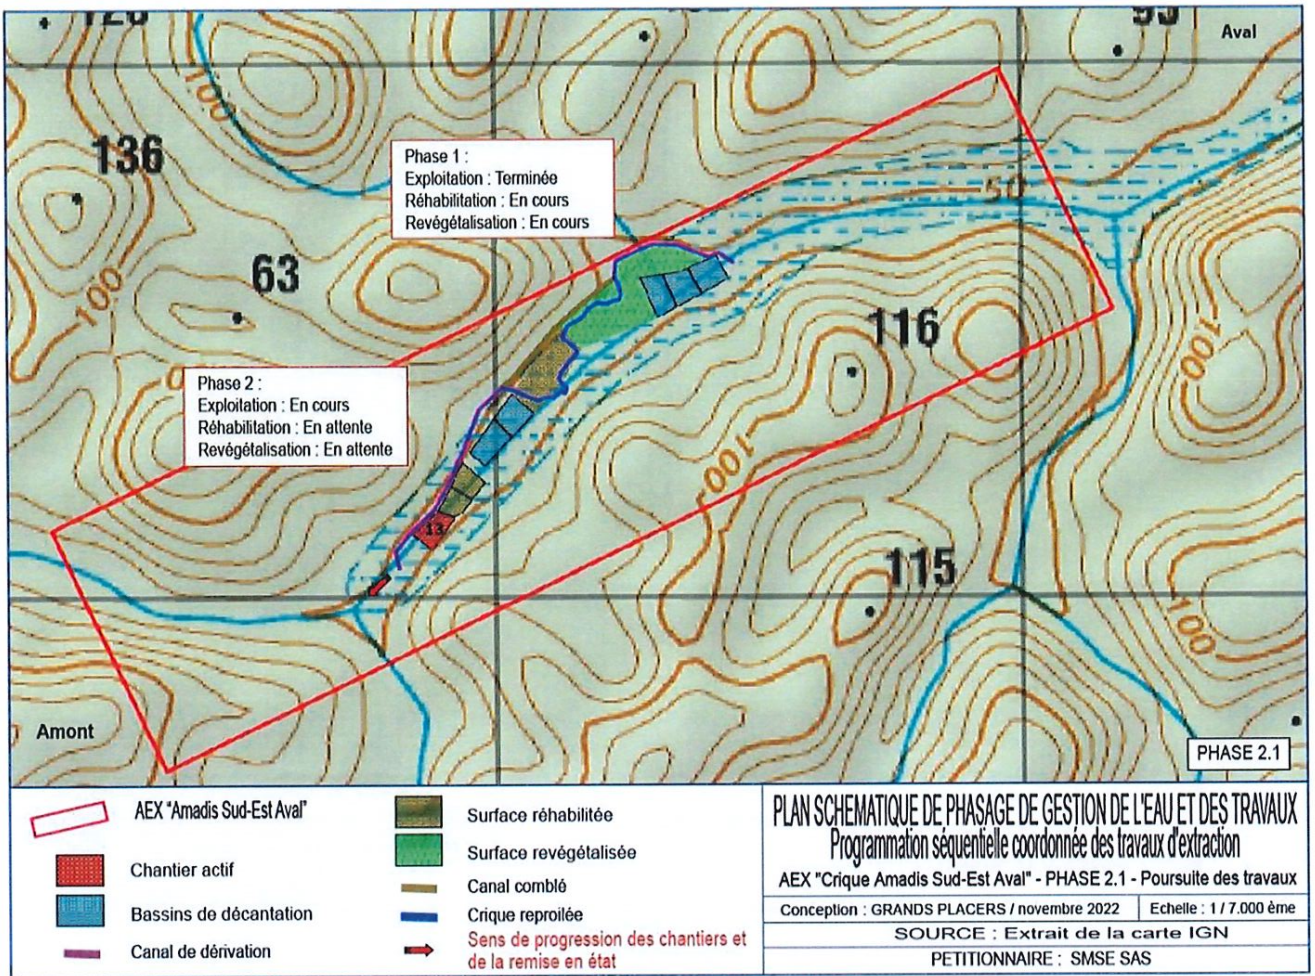 Aval
136
100
Phase 1 :
Exploitation : Terminée
Réhabilitation : En cours
Revégétalisation : En cours
50
63
100
116
100
Phase 2 :
Exploitation : En cours
Réhabilitation : En attente
Revégétalisation : En attente
100
13
115
100
Amont
PHASE 2.1
AEX "Amadis Sud-Est Aval"
Chantier actif
Bassins de décantation
Canal de dérivation
Surface réhabilitée
Surface revégétalisée
Canal comblé
Crique reproilée
Sens de progression des chantiers et
de la remise en état
PLAN SCHEMATIQUE DE PHASAGE DE GESTION DE L'EAU ET DES TRAVAUX
Programmation séquentielle coordonnée des travaux d'extraction
AEX "Crique Amadis Sud-Est Aval" - PHASE 2.1 - Poursuite des travaux
Conception : GRANDS PLACERS / novembre 2022
Echelle : 1 / 7.000 ème
SOURCE : Extrait de la carte IGN
PETITIONNAIRE : SMSE SAS